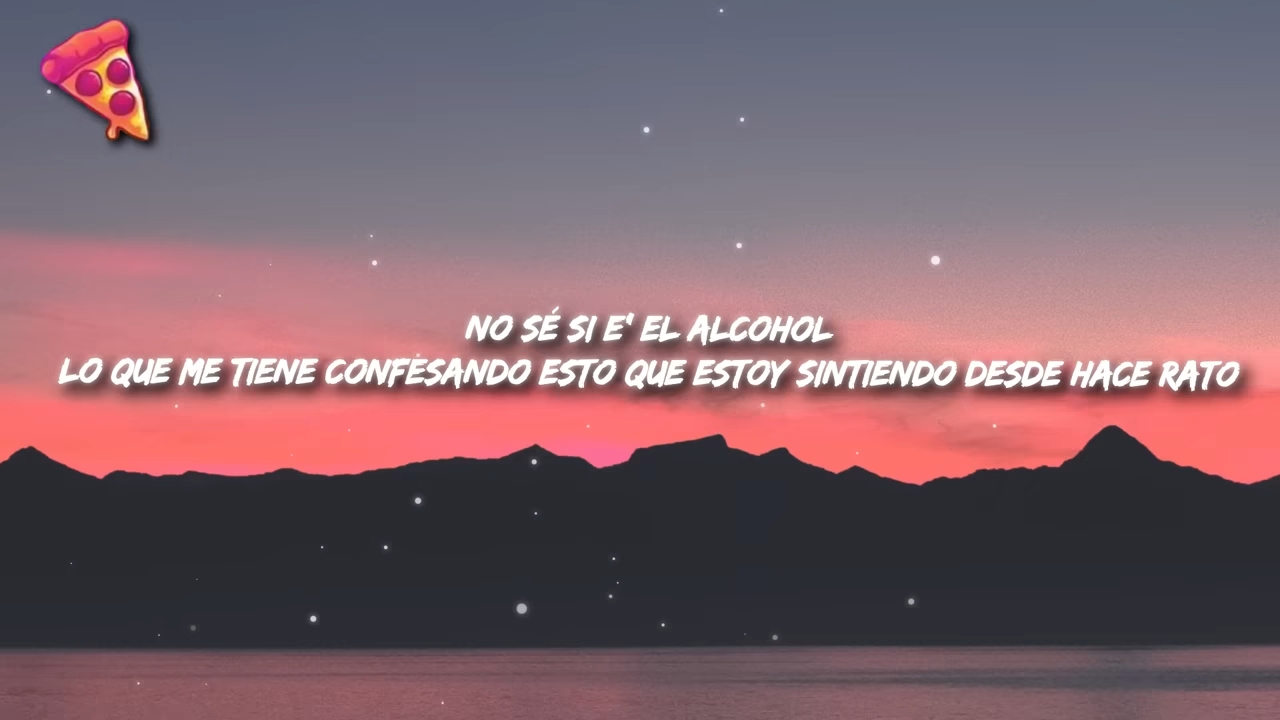 NO SÉ SI E' EL ALCOHOL
LO QUE ME TIENE CONFESANDO ESTO QUE ESTOY SINTIENDO DESDE HACE RATO